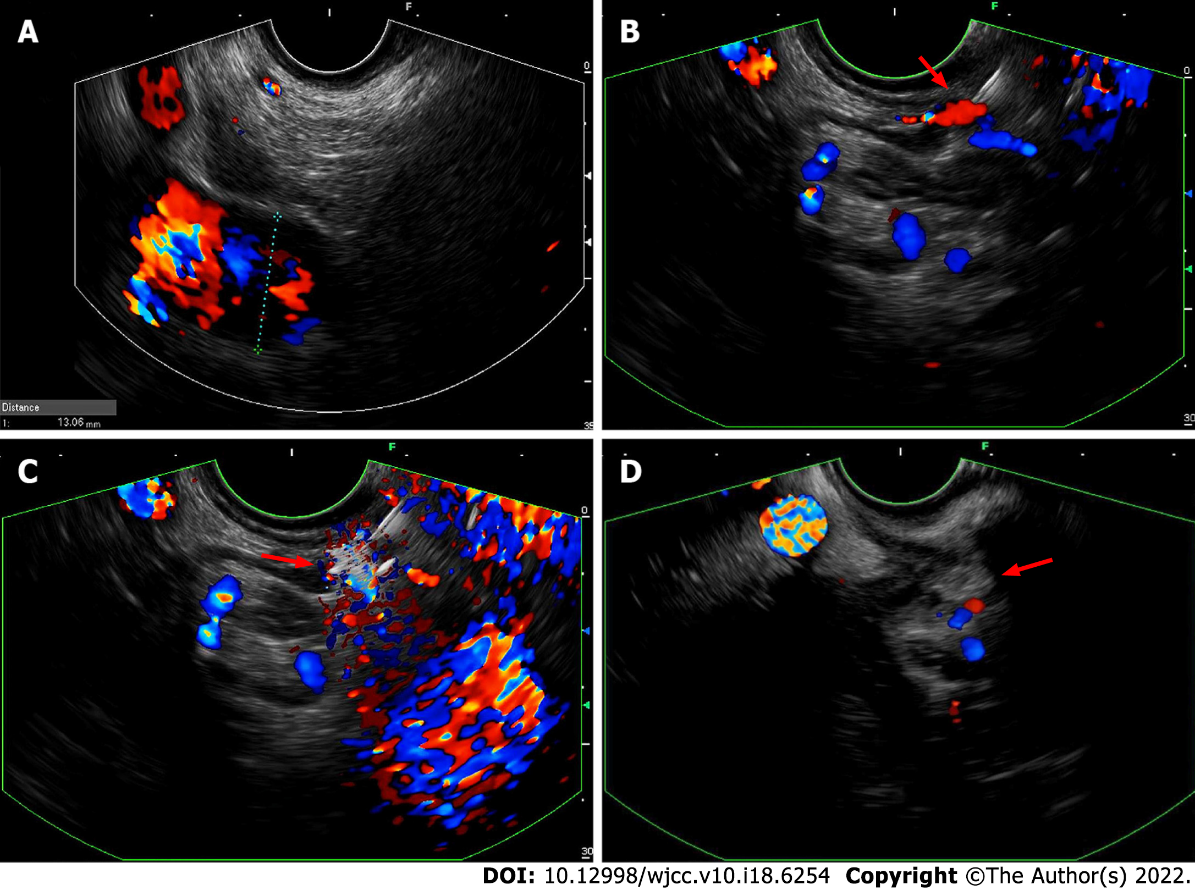 A
F
0
Distance
1: 13.06 mm
35
B
F
0
30
C
F
0
30
D
F
DOI: 10.12998/wjcc.v10.i18.6254 Copyright ©The Author(s) 2022.